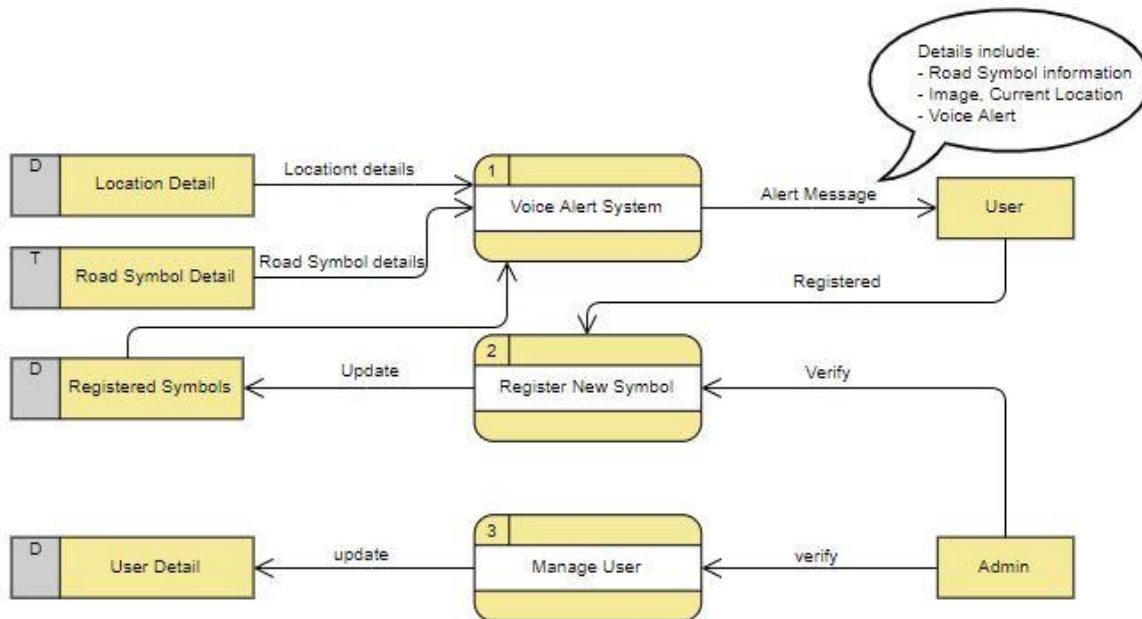 Details include:
- Road Symbol information
- Image, Current Location
- Voice Alert
D
Location Detail
Locationt details
1
Voice Alert System
Alert Message
User
T
Road Symbol Detail
Road Symbol details
Registered
D
Registered Symbols
Update
2
Register New Symbol
Verify
D
User Detail
update
3
Manage User
verify
Admin